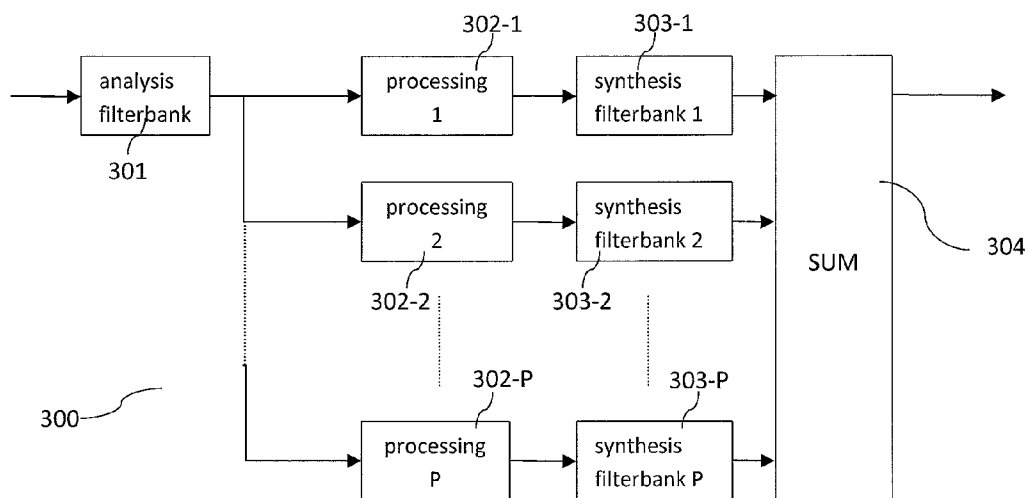 302-1
303-1
analysis
filterbank
301
processing
1
synthesis
filterbank 1
processing
2
302-2
synthesis
filterbank 2
303-2
SUM
304
300
302-P
303-P
processing
P
synthesis
filterbank P